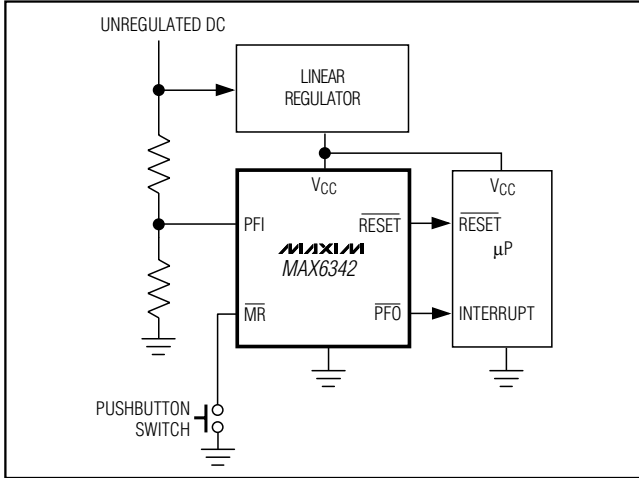 UNREGULATED DC
LINEAR
REGULATOR
VCC
VCC
PFI
RESET
RESET
MAXIM
µP
MAX6342
MR
PFO
INTERRUPT
PUSHBUTTON
SWITCH